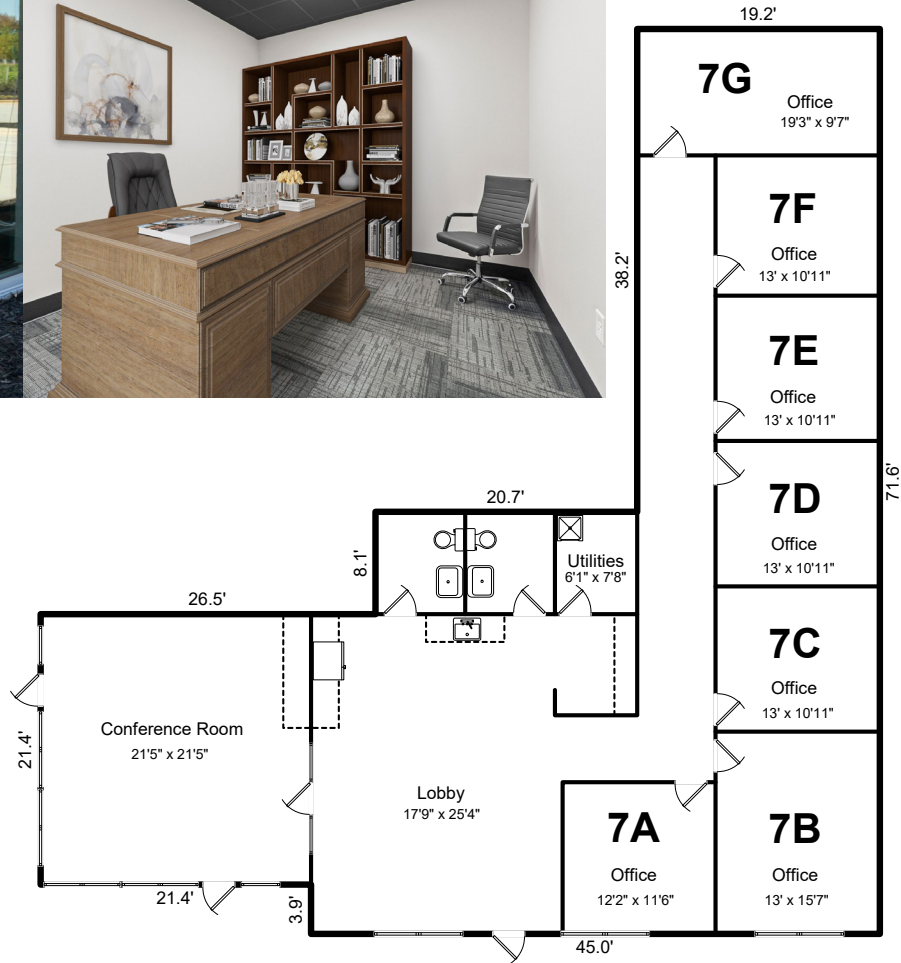 19.2'
7G
Office
19'3" x 9'7"
7F
Office
13' x 10'11"
38.2'
7E
Office
13' x 10'11"
71.6'
20.7'
7D
Office
13' x 10'11"
8.1'
Utilities
6'1" x 7'8"
26.5'
7C
Office
13' x 10'11"
Conference Room
21'5" x 21'5"
21.4'
Lobby
17'9" x 25'4"
7A
Office
12'2" x 11'6"
7B
Office
13' x 15'7"
21.4'
3.9'
45.0'